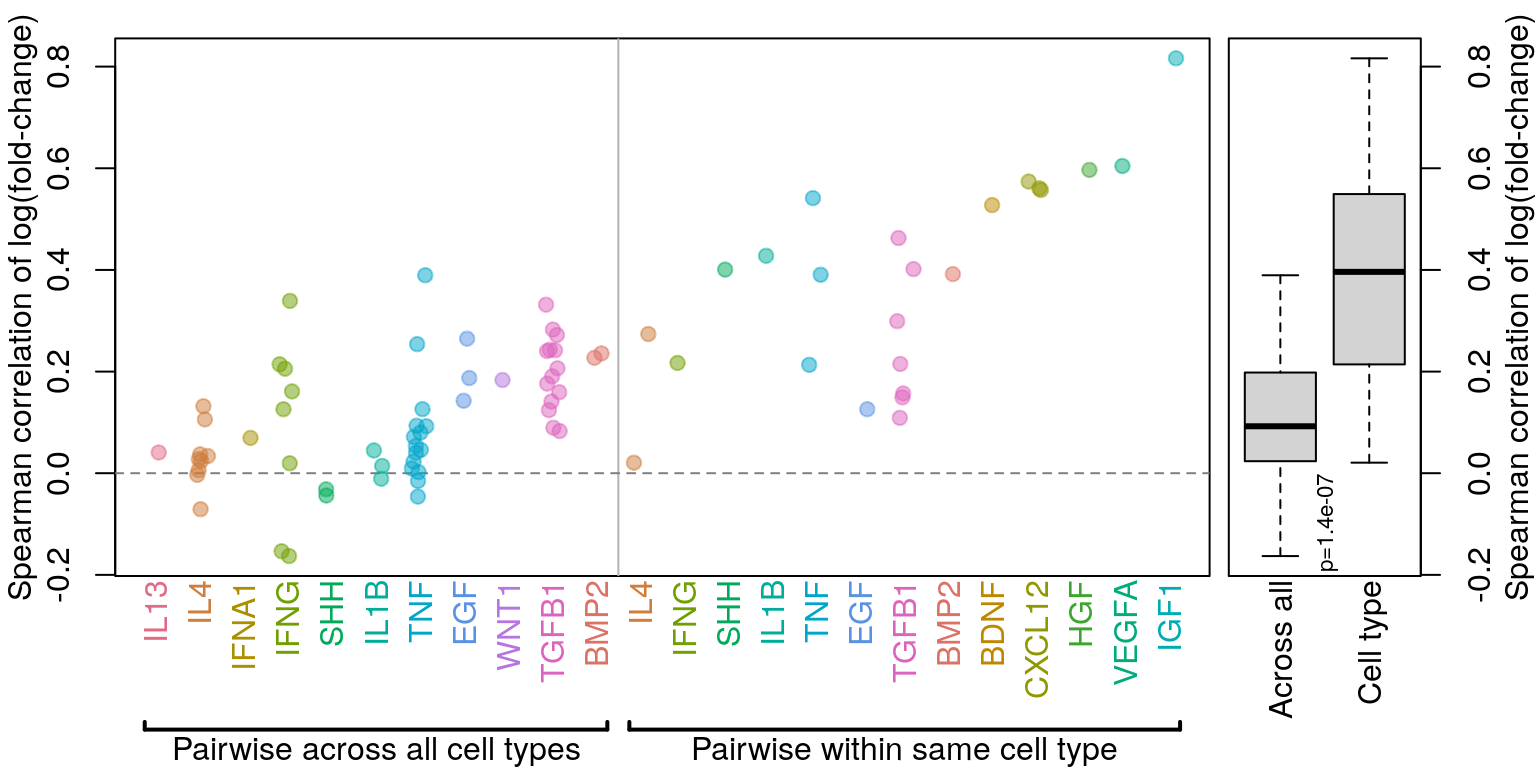 Spearman correlation of log(fold-change)
0.8
0.6
0.4
0.2
0.0
-0.2
IL13
IL4
IFNA1
IFNG
SHH
IL1B
TNF
EGF
WNT1
TGFB1
BMP2
IL4
IFNG
SHH
IL1B
TNF
EGF
TGFB1
BMP2
BDNF
CXCL12
HGF
VEGFA
IGF1
Pairwise across all cell types
Pairwise within same cell type
p=1.4e-07
Across all
Cell type
0.8
0.6
0.4
0.2
0.0
-0.2
Spearman correlation of log(fold-change)